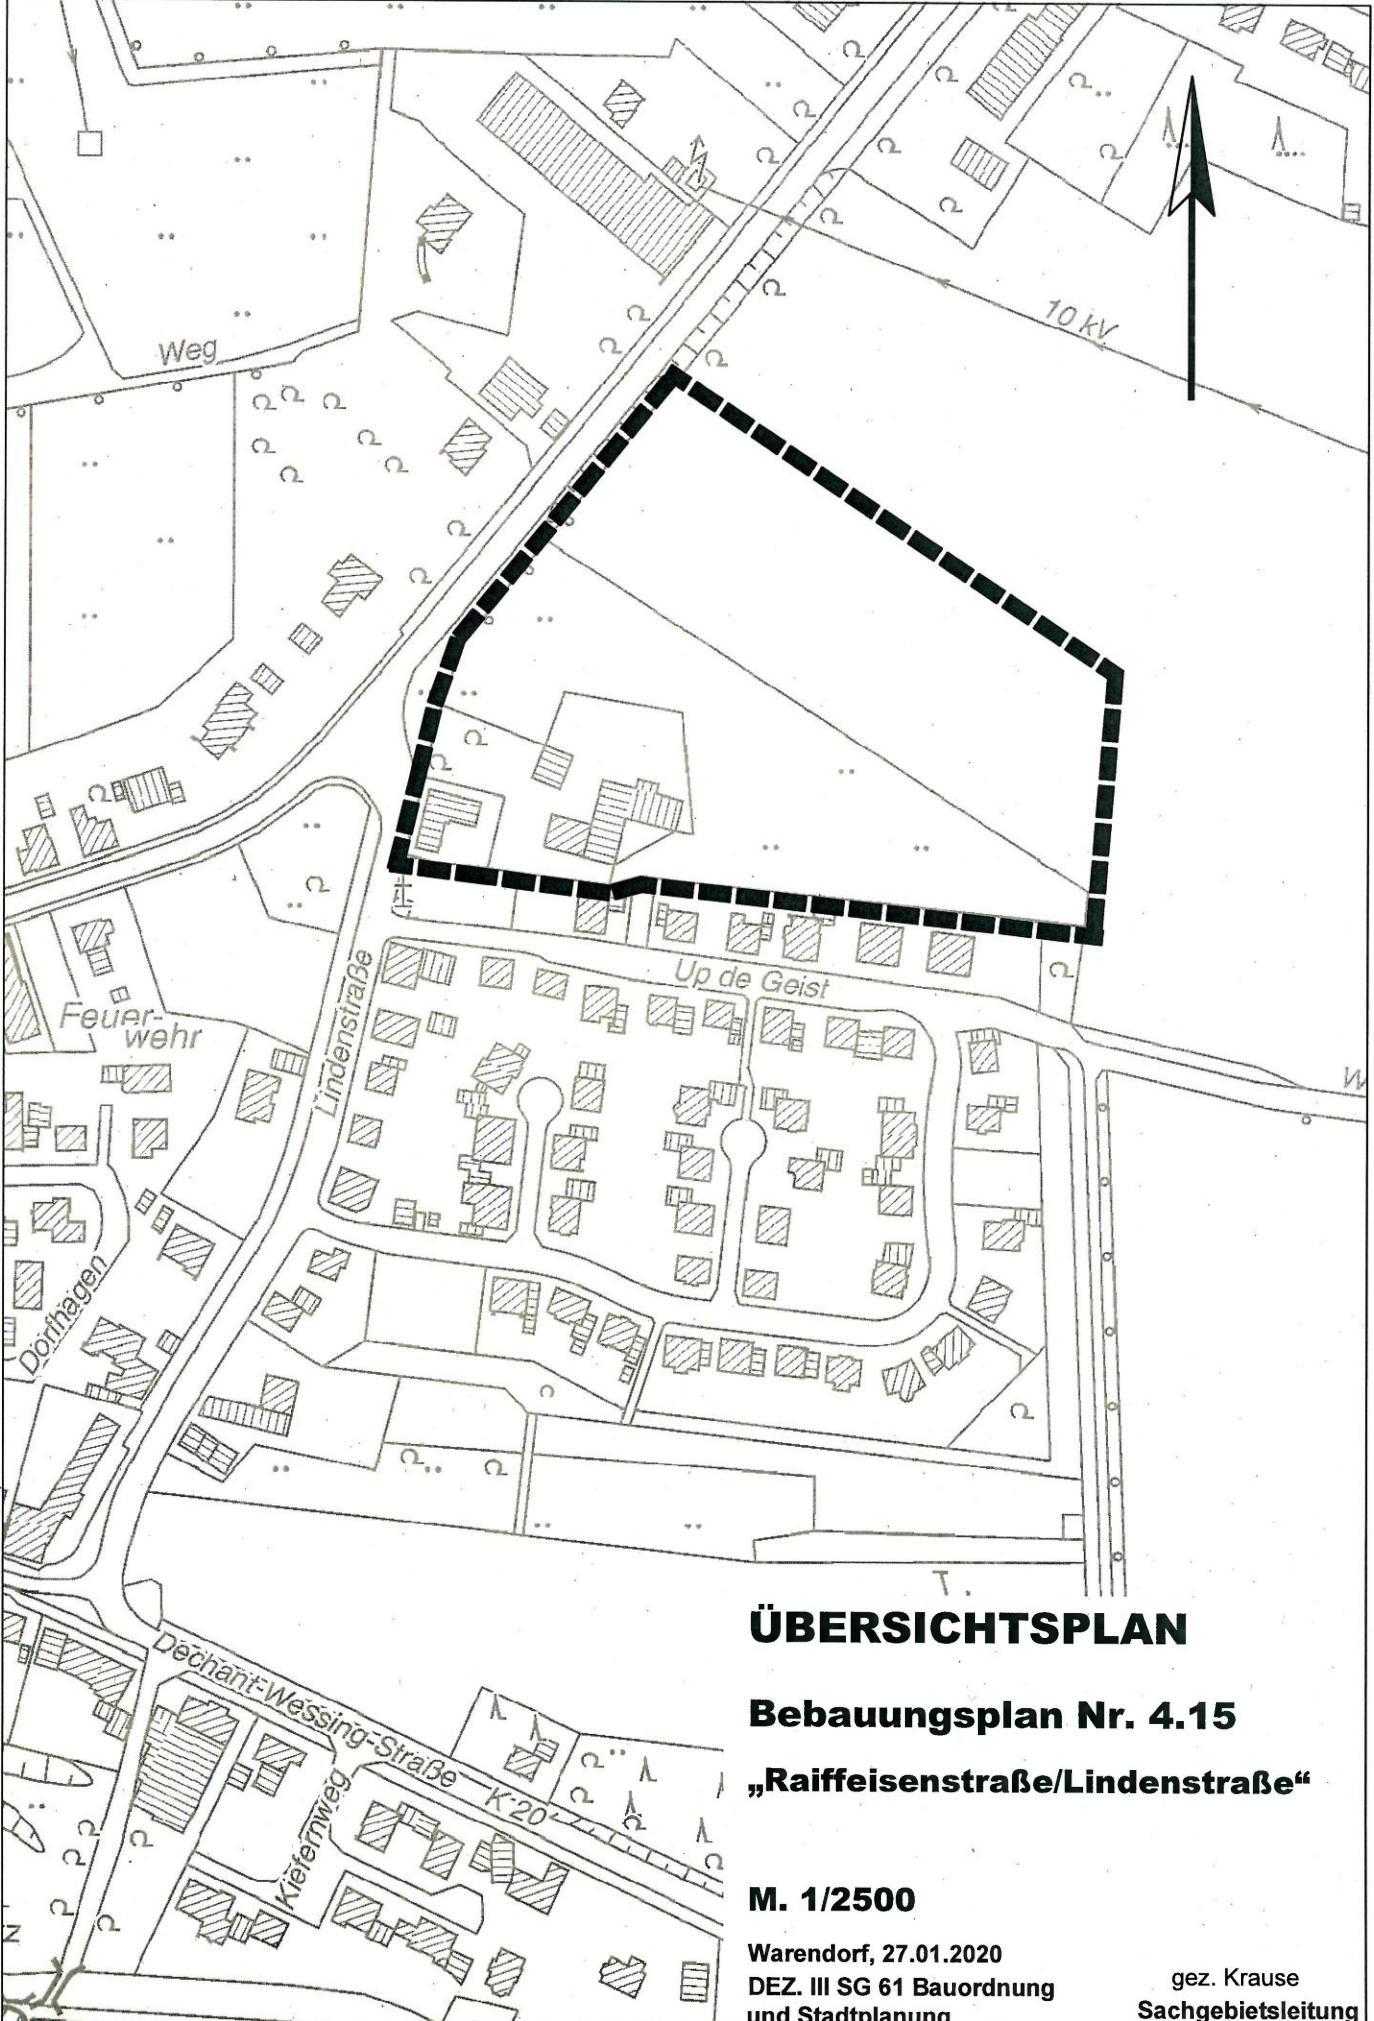 10 kV
Weg
Up de Geist
Lindenstraße
Feuer-
wehr
W
Dorfhagen
T.
Dechant-Wessing-Straße K 20
Kiefernweg
ÜBERSICHTSPLAN
Bebauungsplan Nr. 4.15
„Raiffeisenstraße/Lindenstraße“
M. 1/2500
Warendorf, 27.01.2020
DEZ. III SG 61 Bauordnung
und Stadtplanung
gez. Krause
Sachgebietsleitung